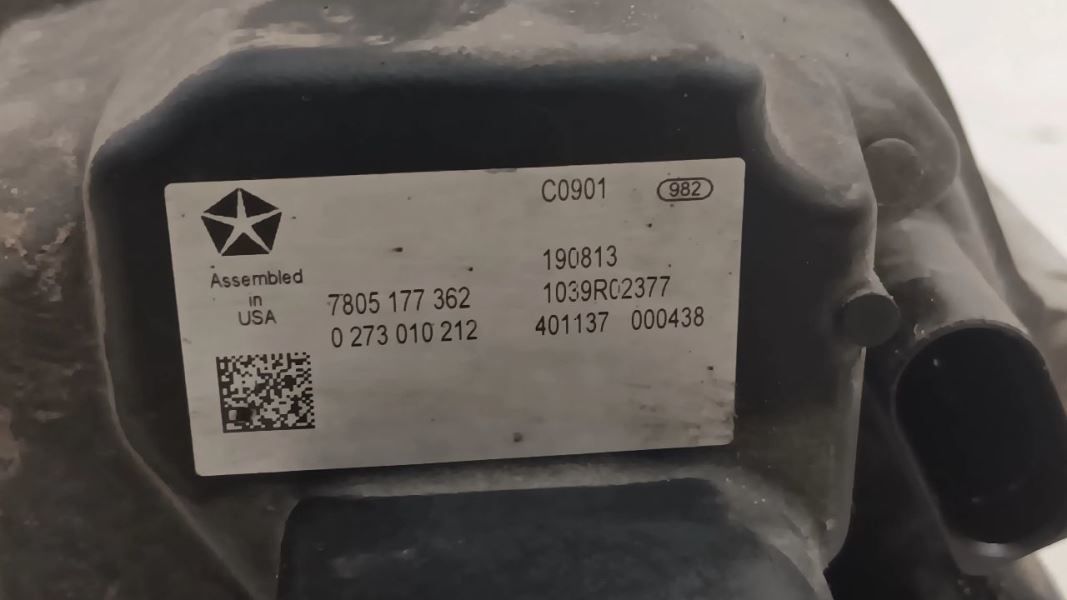 C0901 982
Assembled
in
USA
190813
7805 177 362 1039R02377
0 273 010 212 401137 000438